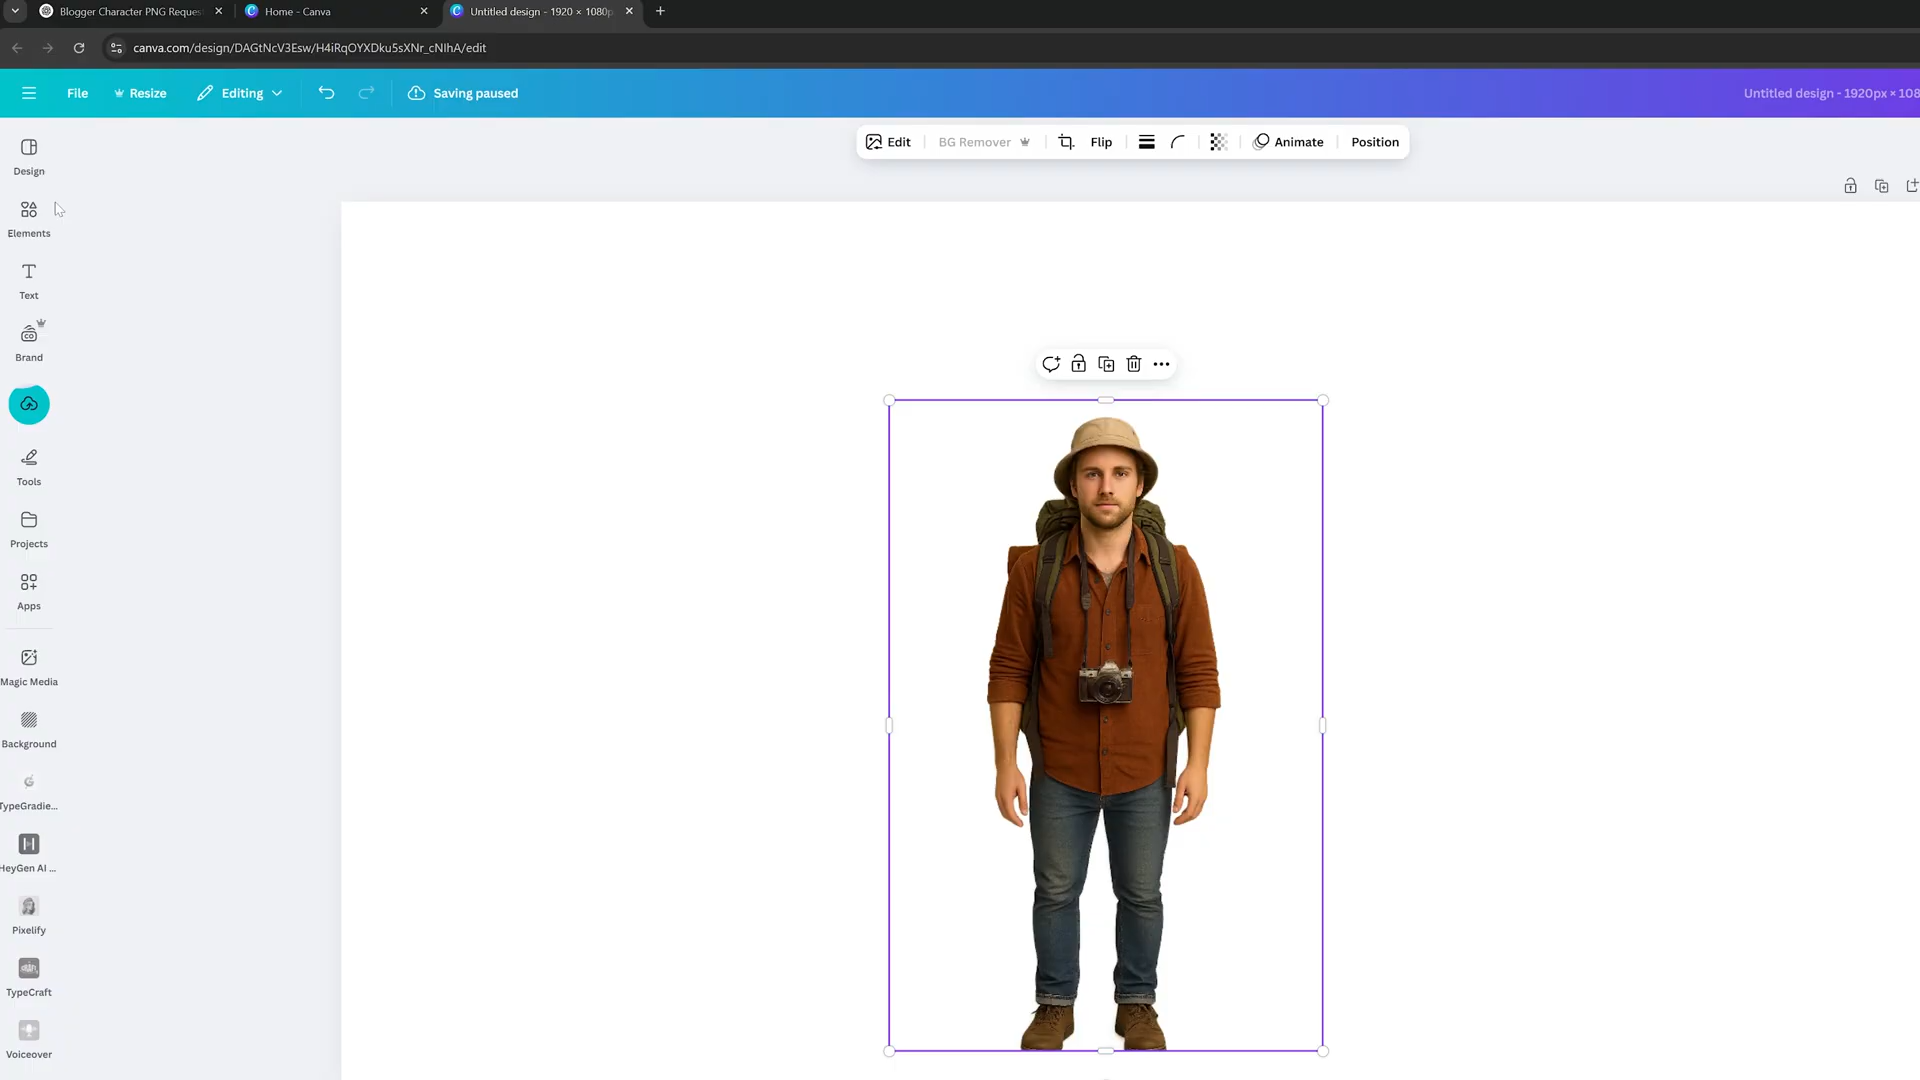 Blogger Character PNG Reques
Home - Canva
Untitled design - 1920 × 1080p
canva.com/design/DAGtNcV3Esw/H4iRqOYXDku5sXNr_cNIhA/edit
File
Resize
Editing
Saving paused
Untitled design - 1920px × 108
Edit
BG Remover
Flip
Animate
Position
Design
Elements
Text
Brand
Tools
Projects
Apps
Magic Media
Background
TypeGradie...
HeyGen AI ...
Pixelify
TypeCraft
Voiceover